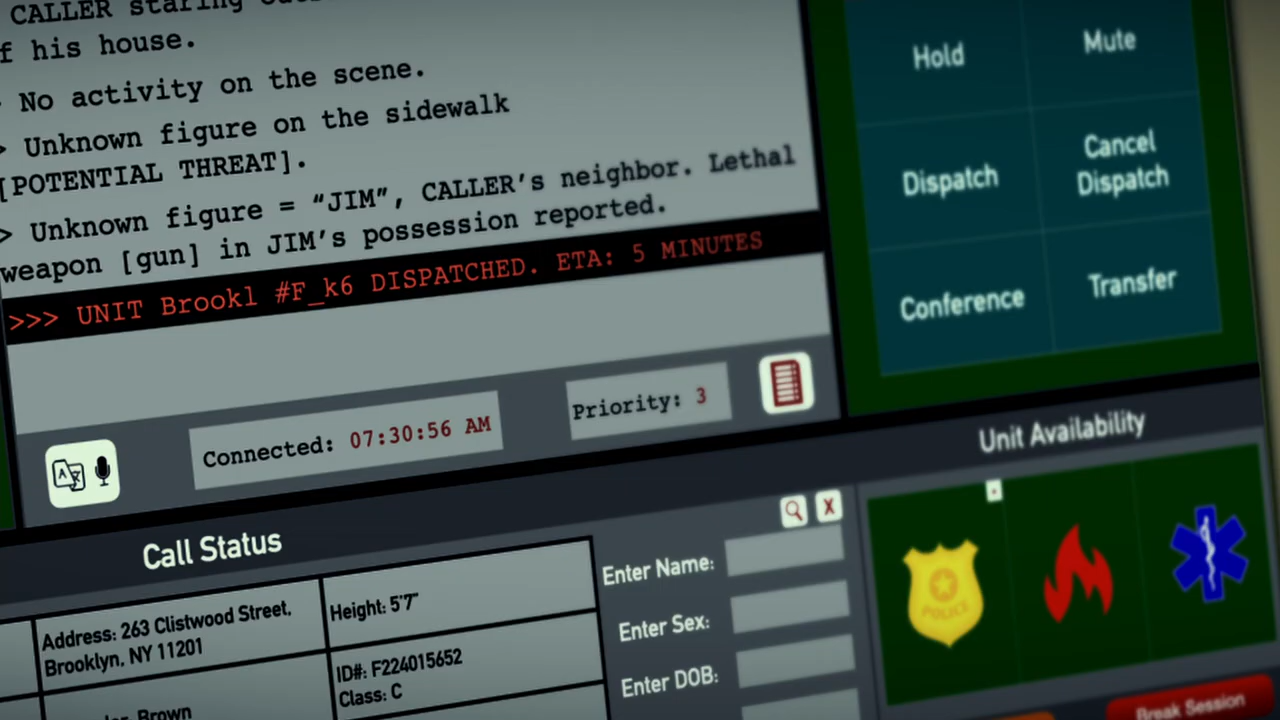 CALLER staring
f his house.
No activity on the scene.
> Unknown figure on the sidewalk
[POTENTIAL THREAT].
> Unknown figure = “JIM”, CALLER’s neighbor. Lethal
weapon [gun] in JIM’s possession reported.
>>> UNIT Brookl #F_k6 DISPATCHED. ETA: 5 MINUTES
Connected: 07:30:56 AM
Priority: 3
Hold
Mute
Dispatch
Cancel
Dispatch
Conference
Transfer
Call Status
Address: 263 Clistwood Street,
Brooklyn, NY 11201
Height: 5'7"
ID#: F224015652
Class: C
Brown
Enter Name:
Enter Sex:
Enter DOB:
Unit Availability
POLICE
Break Session